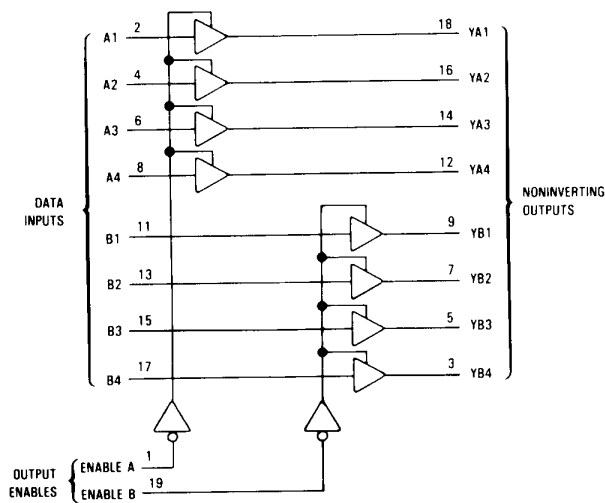 A1 2 18 YA1
A2 4 16 YA2
A3 6 14 YA3
A4 8 12 YA4
DATA INPUTS
NONINVERTING OUTPUTS
B1 11 9 YB1
B2 13 7 YB2
B3 15 5 YB3
B4 17 3 YB4
OUTPUT ENABLES
ENABLE A 1
ENABLE B 19